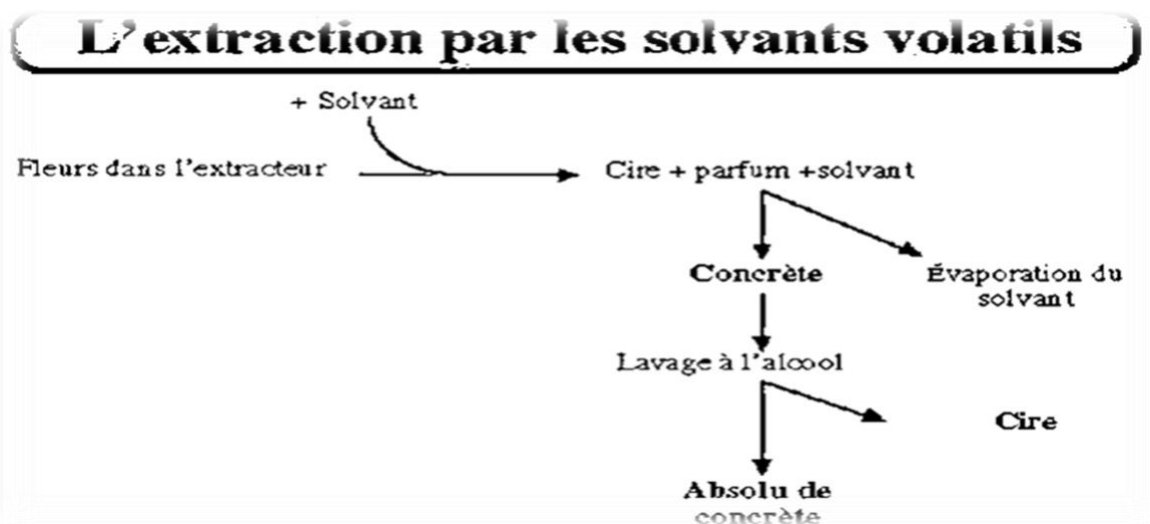 L'extraction par les solvants volatils
+ Solvant
Fleurs dans l'extracteur
Cire + parfum +solvant
Concrète
Évaporation du
solvant
Lavage à l'alcool
Cire
Absolu de
concrète